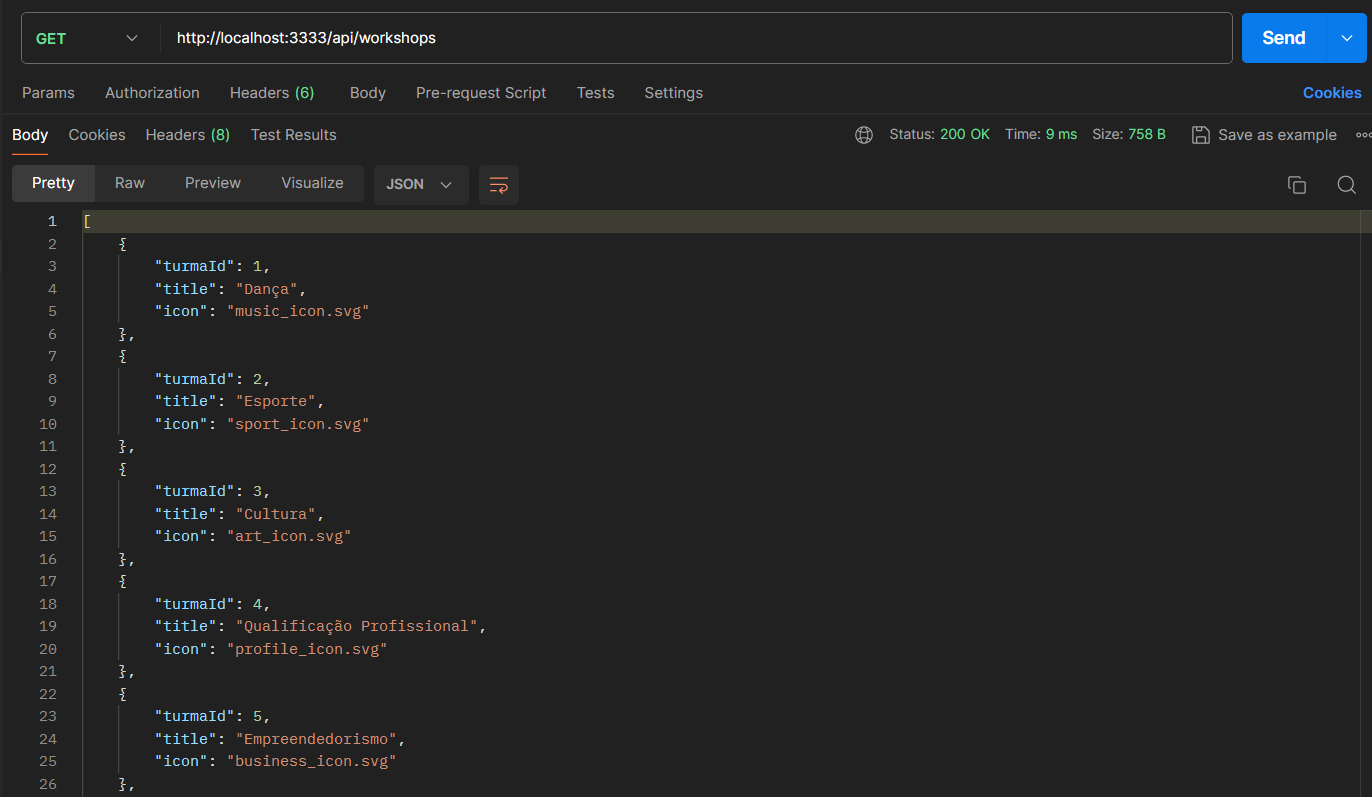 GET http://localhost:3333/api/workshops Send
Params Authorization Headers (6) Body Pre-request Script Tests Settings Cookies
Body Cookies Headers (8) Test Results Status: 200 OK Time: 9 ms Size: 758 B Save as example
Pretty Raw Preview Visualize JSON
1 [
2 {
3 "turmaId": 1,
4 "title": "Dança",
5 "icon": "music_icon.svg"
6 },
7 {
8 "turmaId": 2,
9 "title": "Esporte",
10 "icon": "sport_icon.svg"
11 },
12 {
13 "turmaId": 3,
14 "title": "Cultura",
15 "icon": "art_icon.svg"
16 },
17 {
18 "turmaId": 4,
19 "title": "Qualificação Profissional",
20 "icon": "profile_icon.svg"
21 },
22 {
23 "turmaId": 5,
24 "title": "Empreendedorismo",
25 "icon": "business_icon.svg"
26 },